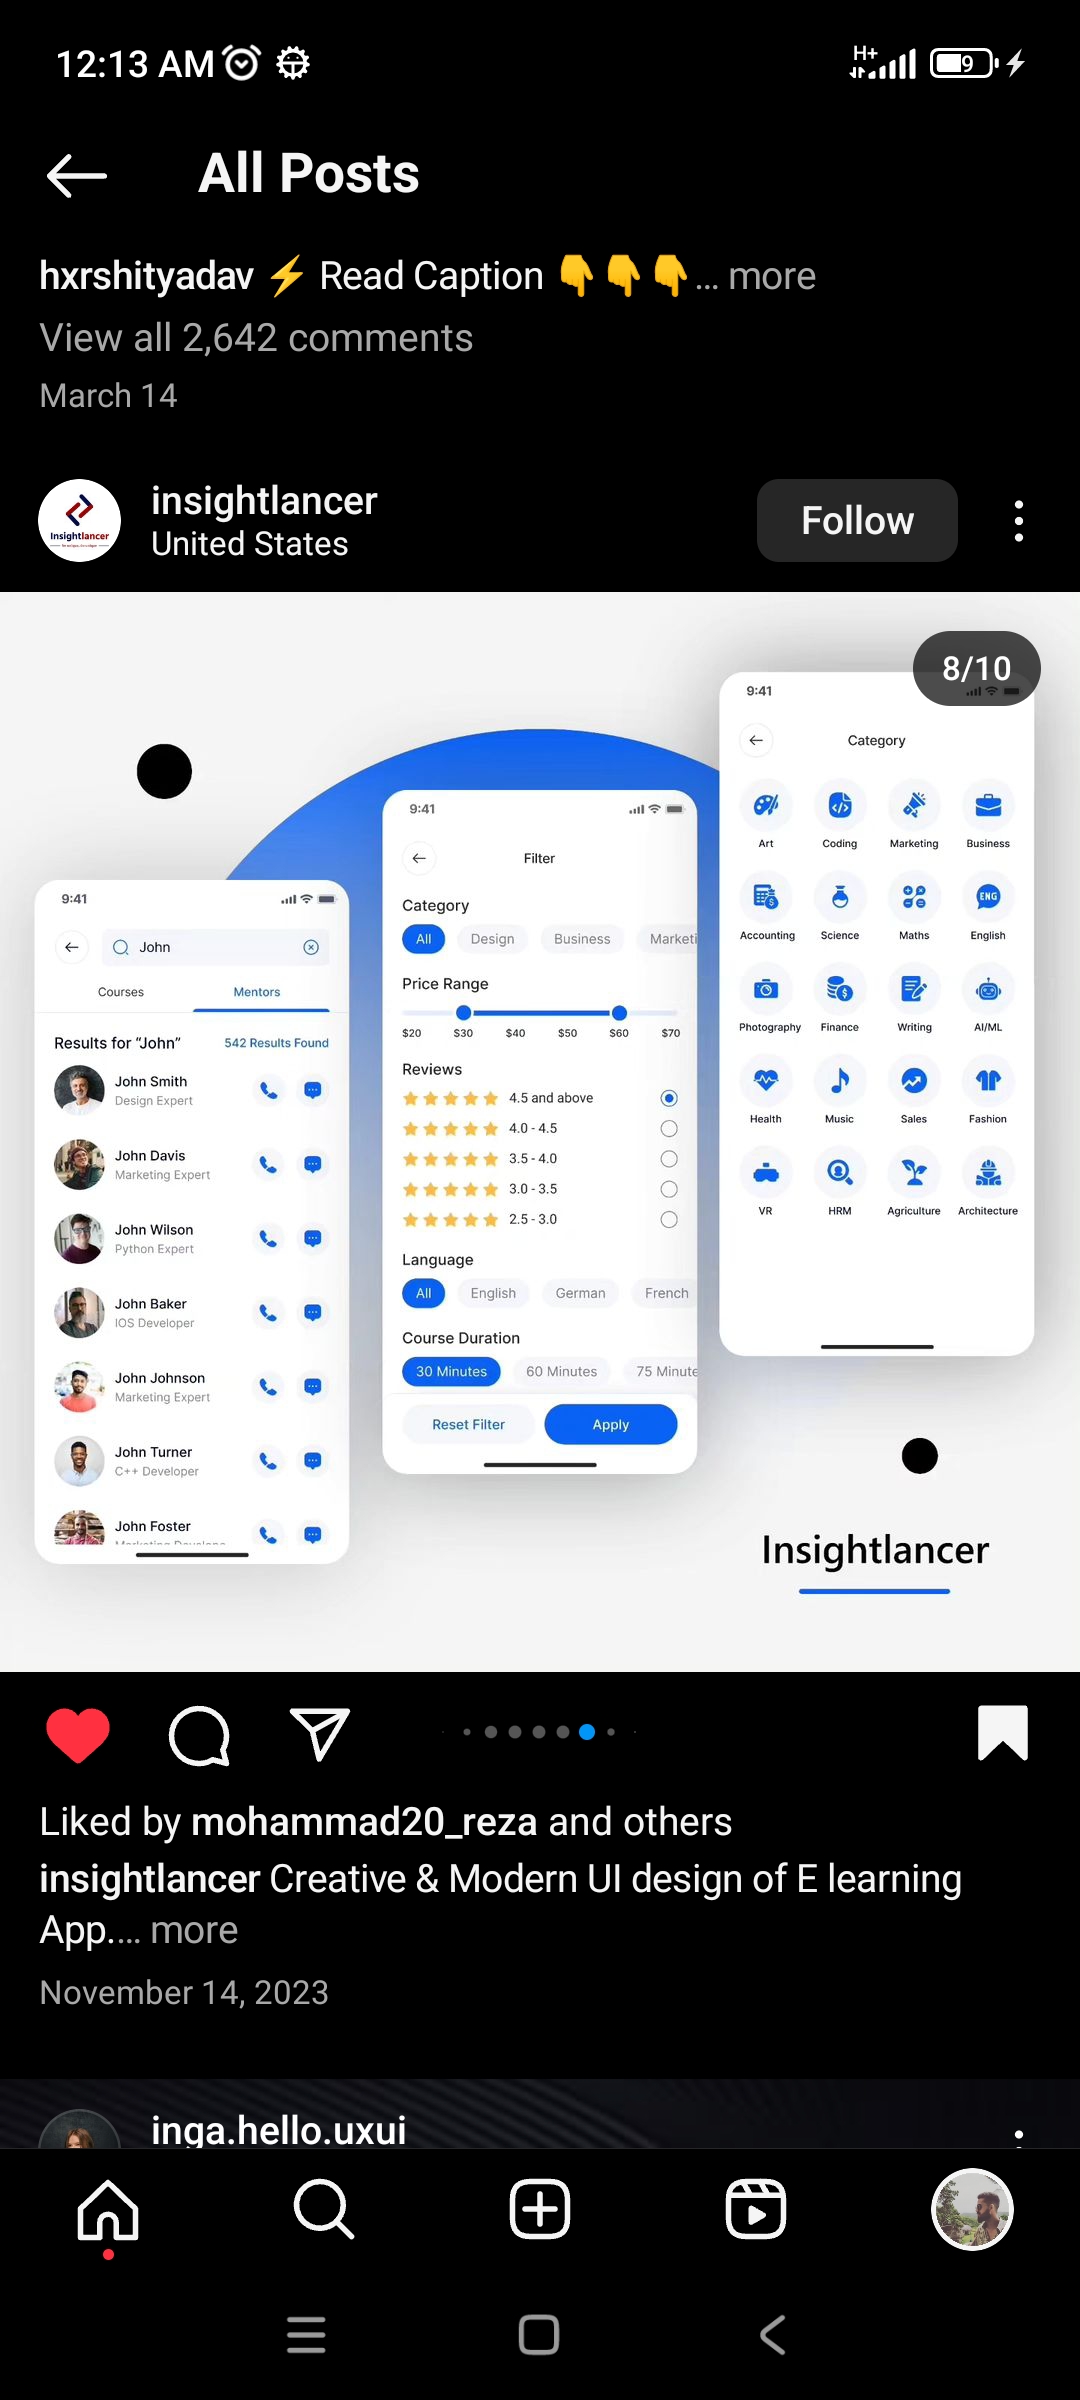 12:13 AM
H+
9
All Posts
hxrshityadav ⚡ Read Caption 👇👇👇... more
View all 2,642 comments
March 14
Insightlancer
insightlancer
United States
Follow
8/10
9:41
John
Courses Mentors
Results for “John” 542 Results Found
John Smith
Design Expert
John Davis
Marketing Expert
John Wilson
Python Expert
John Baker
IOS Developer
John Johnson
Marketing Expert
John Turner
C++ Developer
John Foster
9:41
Filter
Category
All Design Business Marketi
Price Range
$20 $30 $40 $50 $60 $70
Reviews
4.5 and above
4.0 - 4.5
3.5 - 4.0
3.0 - 3.5
2.5 - 3.0
Language
All English German French
Course Duration
30 Minutes 60 Minutes 75 Minute
Reset Filter Apply
9:41
Category
Art Coding Marketing Business
ENG
Accounting Science Maths English
Photography Finance Writing AI/ML
Health Music Sales Fashion
VR HRM Agriculture Architecture
Insightlancer
Liked by mohammad20_reza and others
insightlancer Creative & Modern UI design of E learning
App.... more
November 14, 2023
inga.hello.uxui